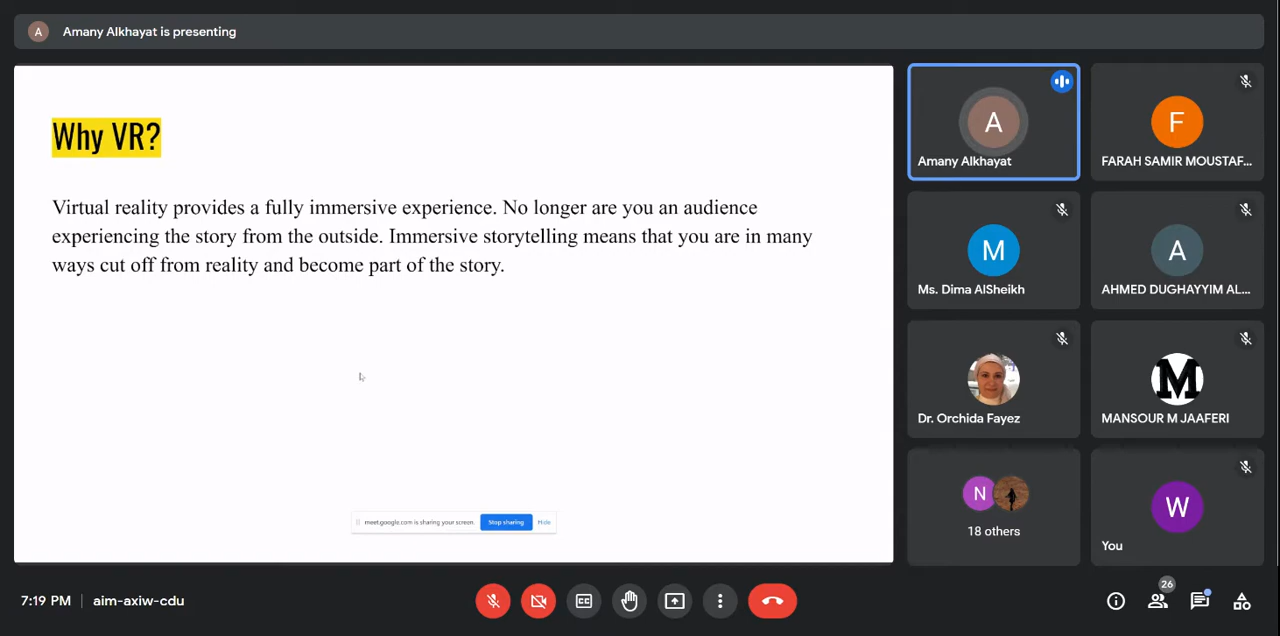 A
Amany Alkhayat is presenting
Why VR?
Virtual reality provides a fully immersive experience. No longer are you an audience
experiencing the story from the outside. Immersive storytelling means that you are in many
ways cut off from reality and become part of the story.
meet.google.com is sharing your screen.
Stop sharing
Hide
A
Amany Alkhayat
F
FARAH SAMIR MOUSTAF...
M
Ms. Dima AlSheikh
A
AHMED DUGHAYYIM AL...
Dr. Orchida Fayez
M
MANSOUR M JAAFERI
N
18 others
W
You
7:19 PM | aim-axiw-cdu
CC
26